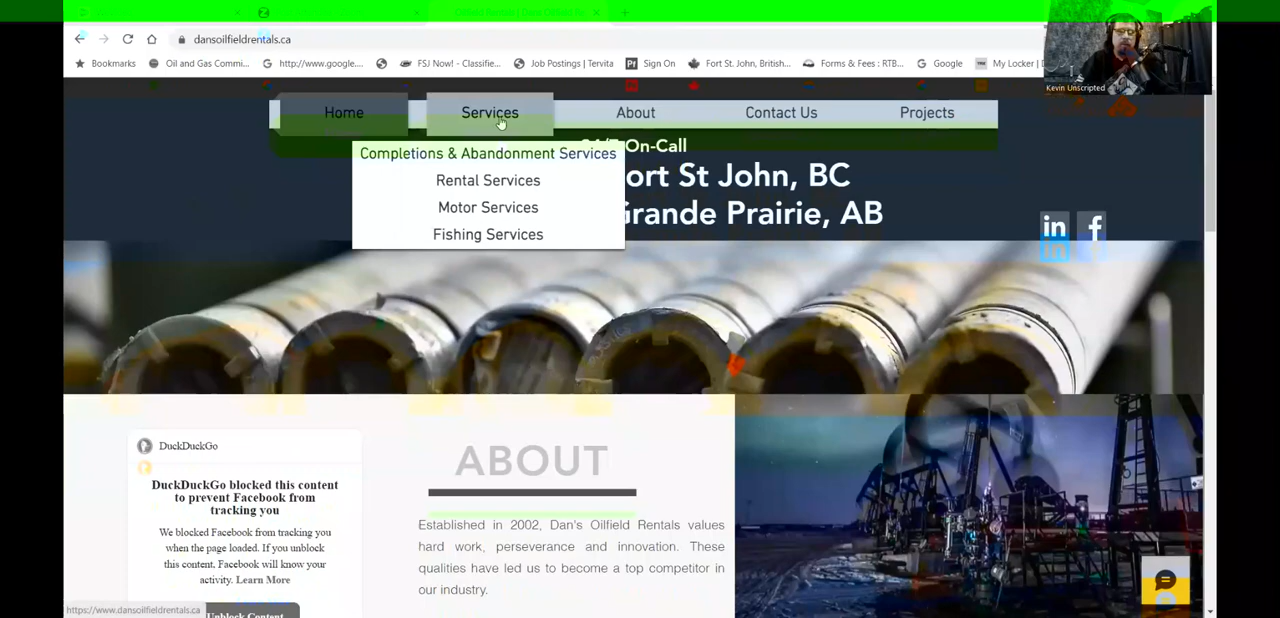 Oilfield Rentals | Dan's Oilfield Re
dansoilfieldrentals.ca
Bookmarks
Oil and Gas Commi...
http://www.google....
FSJ Now! - Classifie...
Job Postings | Tervita
Sign On
Fort St. John, British...
Forms & Fees : RTB...
Google
My Locker | D
Kevin Unscripted
Home
Services
About
Contact Us
Projects
On-Call
Completions & Abandonment Services
Rental Services
Motor Services
Fishing Services
ort St John, BC
Grande Prairie, AB
in
f
DuckDuckGo
DuckDuckGo blocked this content
to prevent Facebook from
tracking you
We blocked Facebook from tracking you
when the page loaded. If you unblock
this content, Facebook will know your
activity. Learn More
Unblock Content
ABOUT
Established in 2002, Dan's Oilfield Rentals values
hard work, perseverance and innovation. These
qualities have led us to become a top competitor in
our industry.
https://www.dansoilfieldrentals.ca